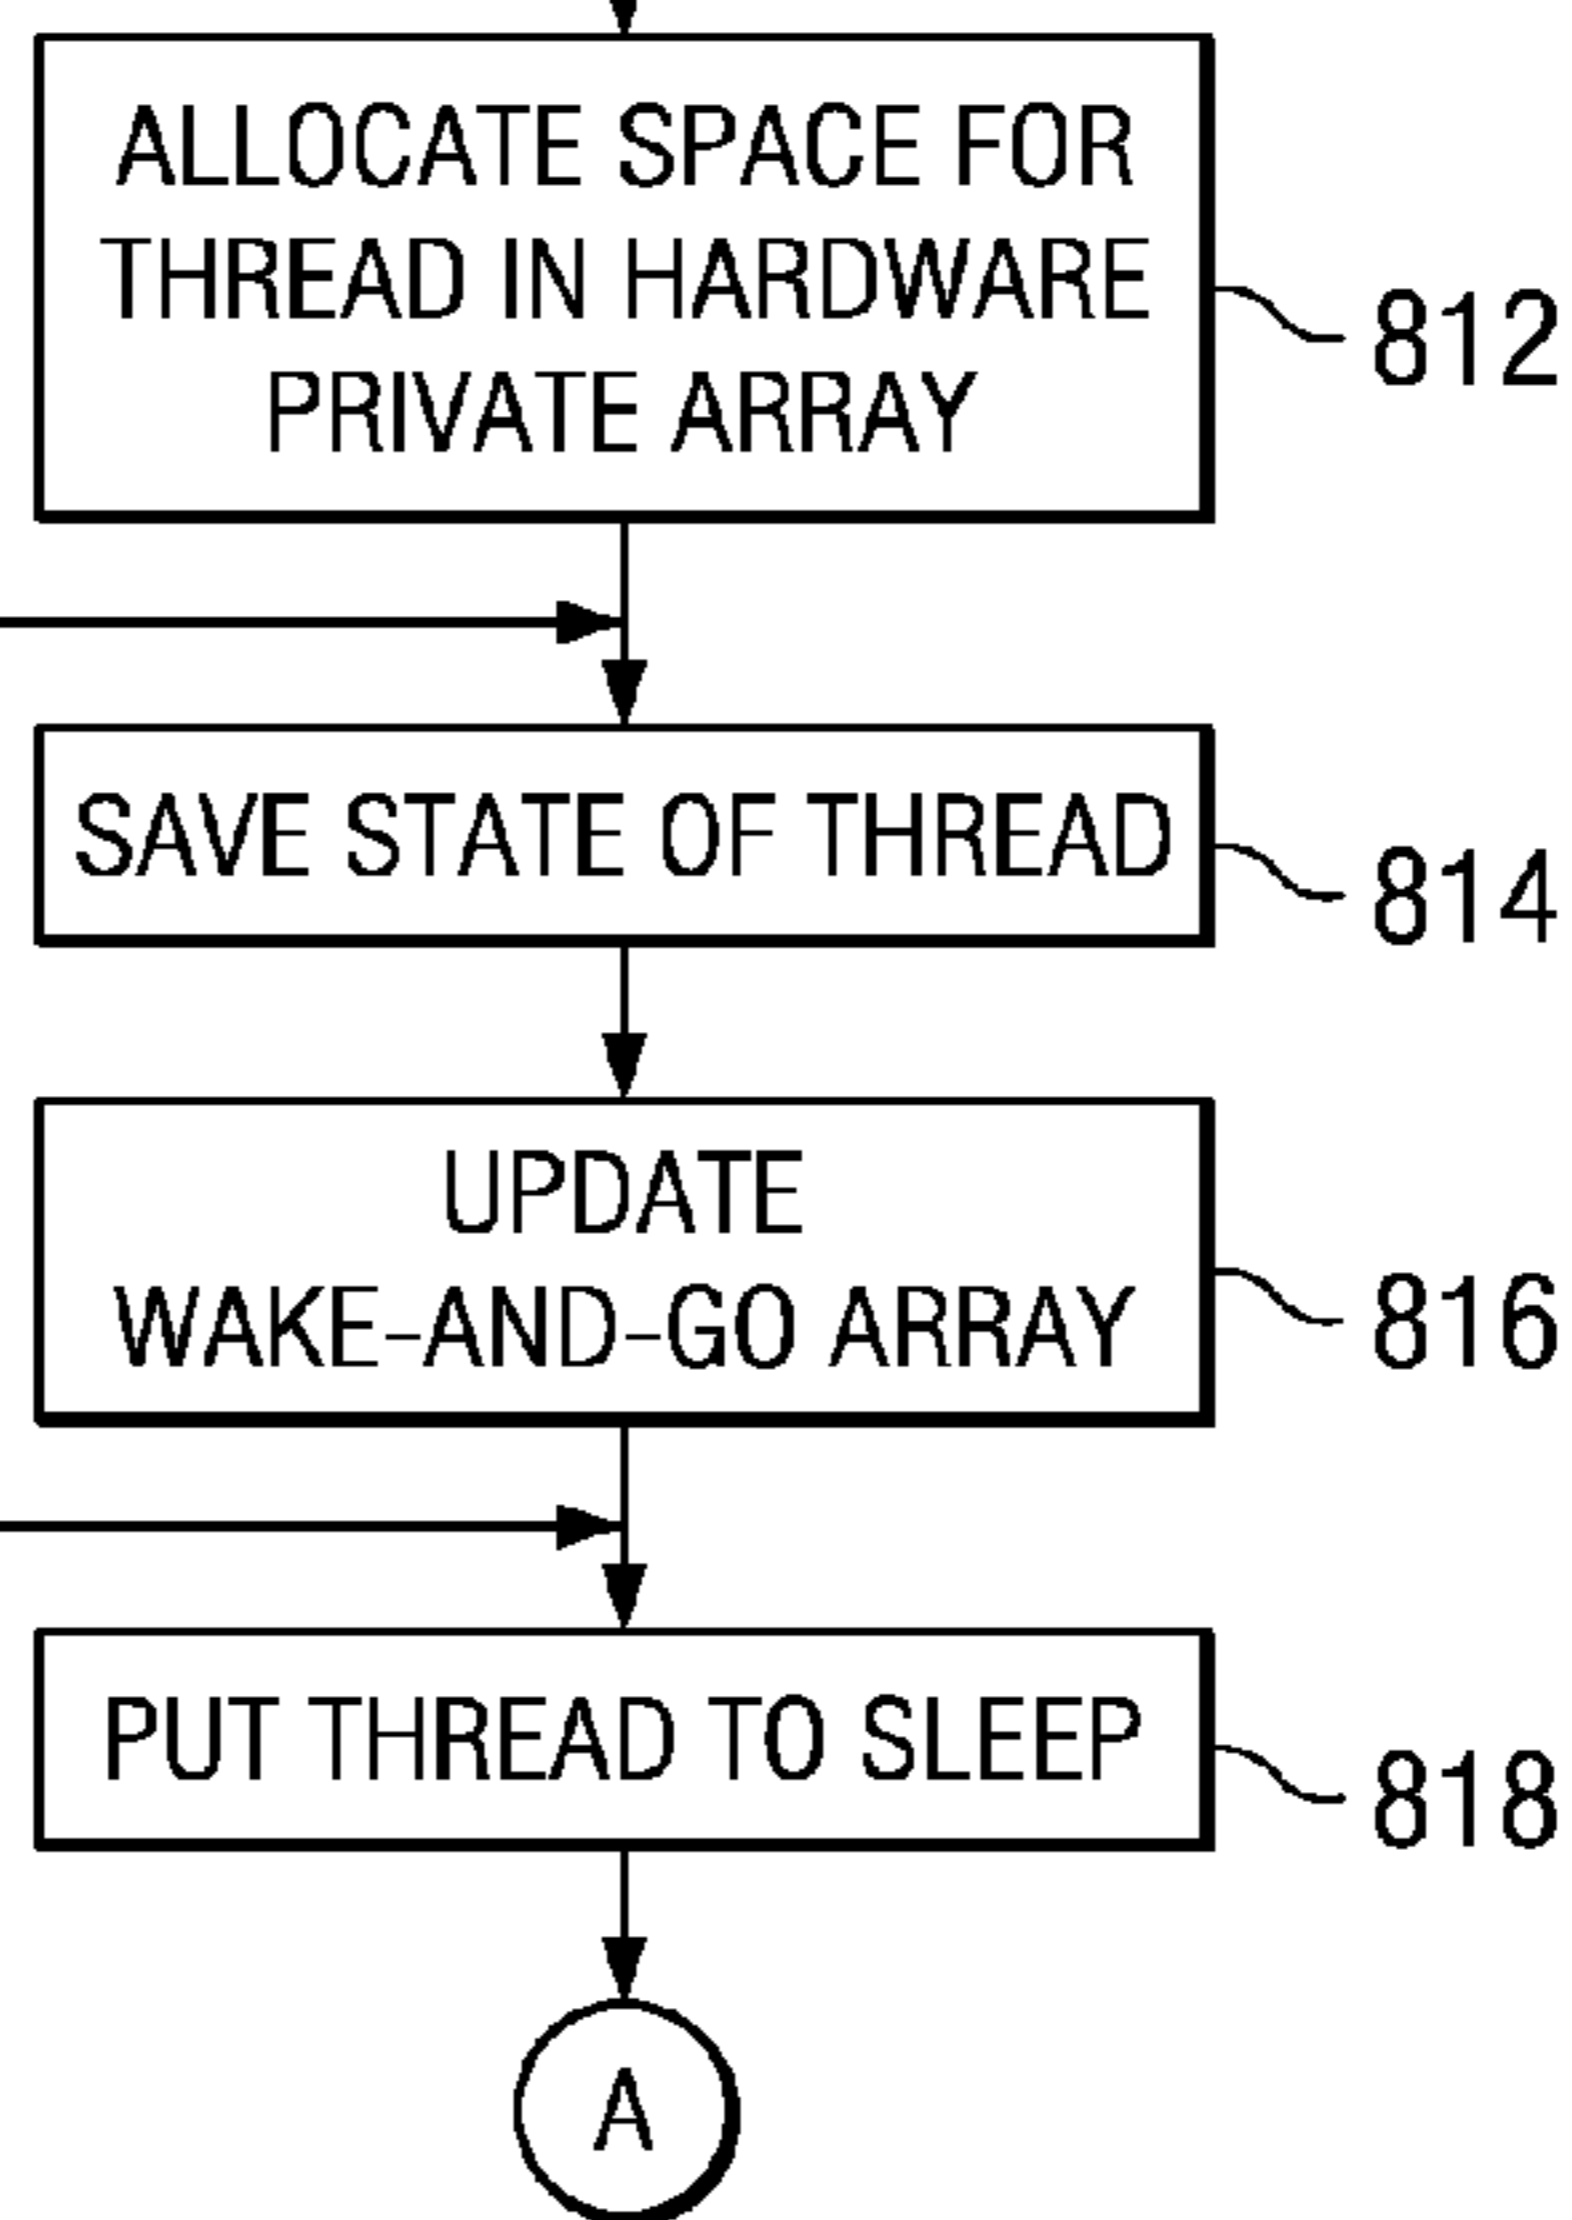 ALLOCATE SPACE FOR
THREAD IN HARDWARE
PRIVATE ARRAY
812
SAVE STATE OF THREAD
814
UPDATE
WAKE-AND-GO ARRAY
816
PUT THREAD TO SLEEP
818
A